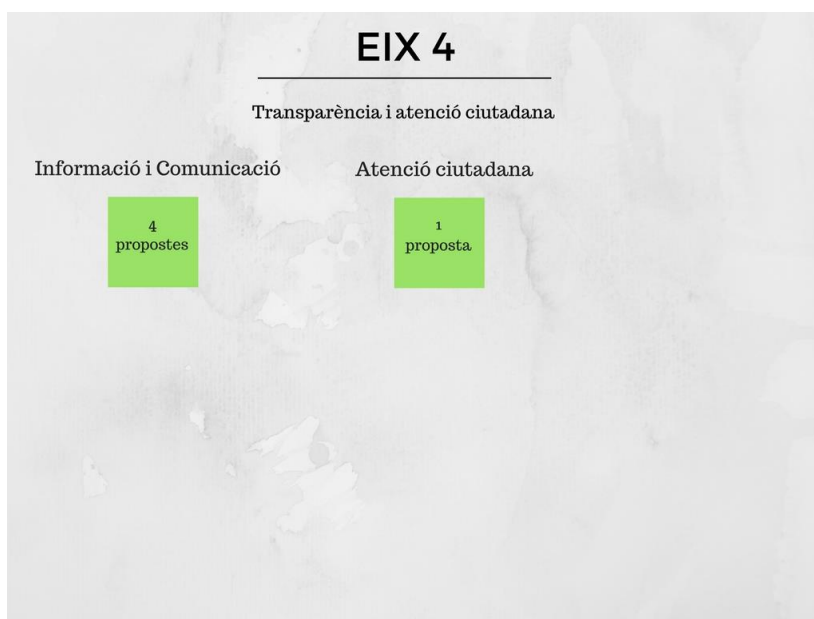 EIX 4
Transparència i atenció ciutadana
Informació i Comunicació
4
propostes
Atenció ciutadana
1
proposta